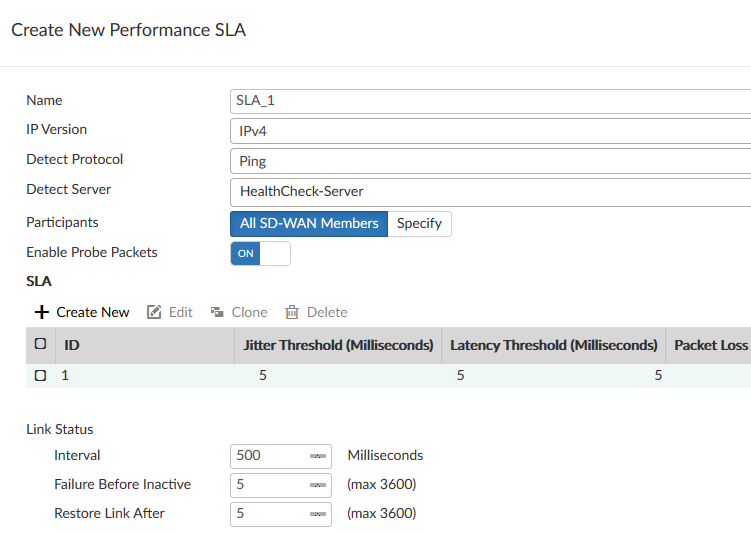 Create New Performance SLA
Name SLA_1
IP Version IPv4
Detect Protocol Ping
Detect Server HealthCheck-Server
Participants All SD-WAN Members Specify
Enable Probe Packets ON
SLA
Create New Edit Clone Delete
ID Jitter Threshold (Milliseconds) Latency Threshold (Milliseconds) Packet Loss
1 5 5 5
Link Status
Interval 500 Milliseconds
Failure Before Inactive 5 (max 3600)
Restore Link After 5 (max 3600)